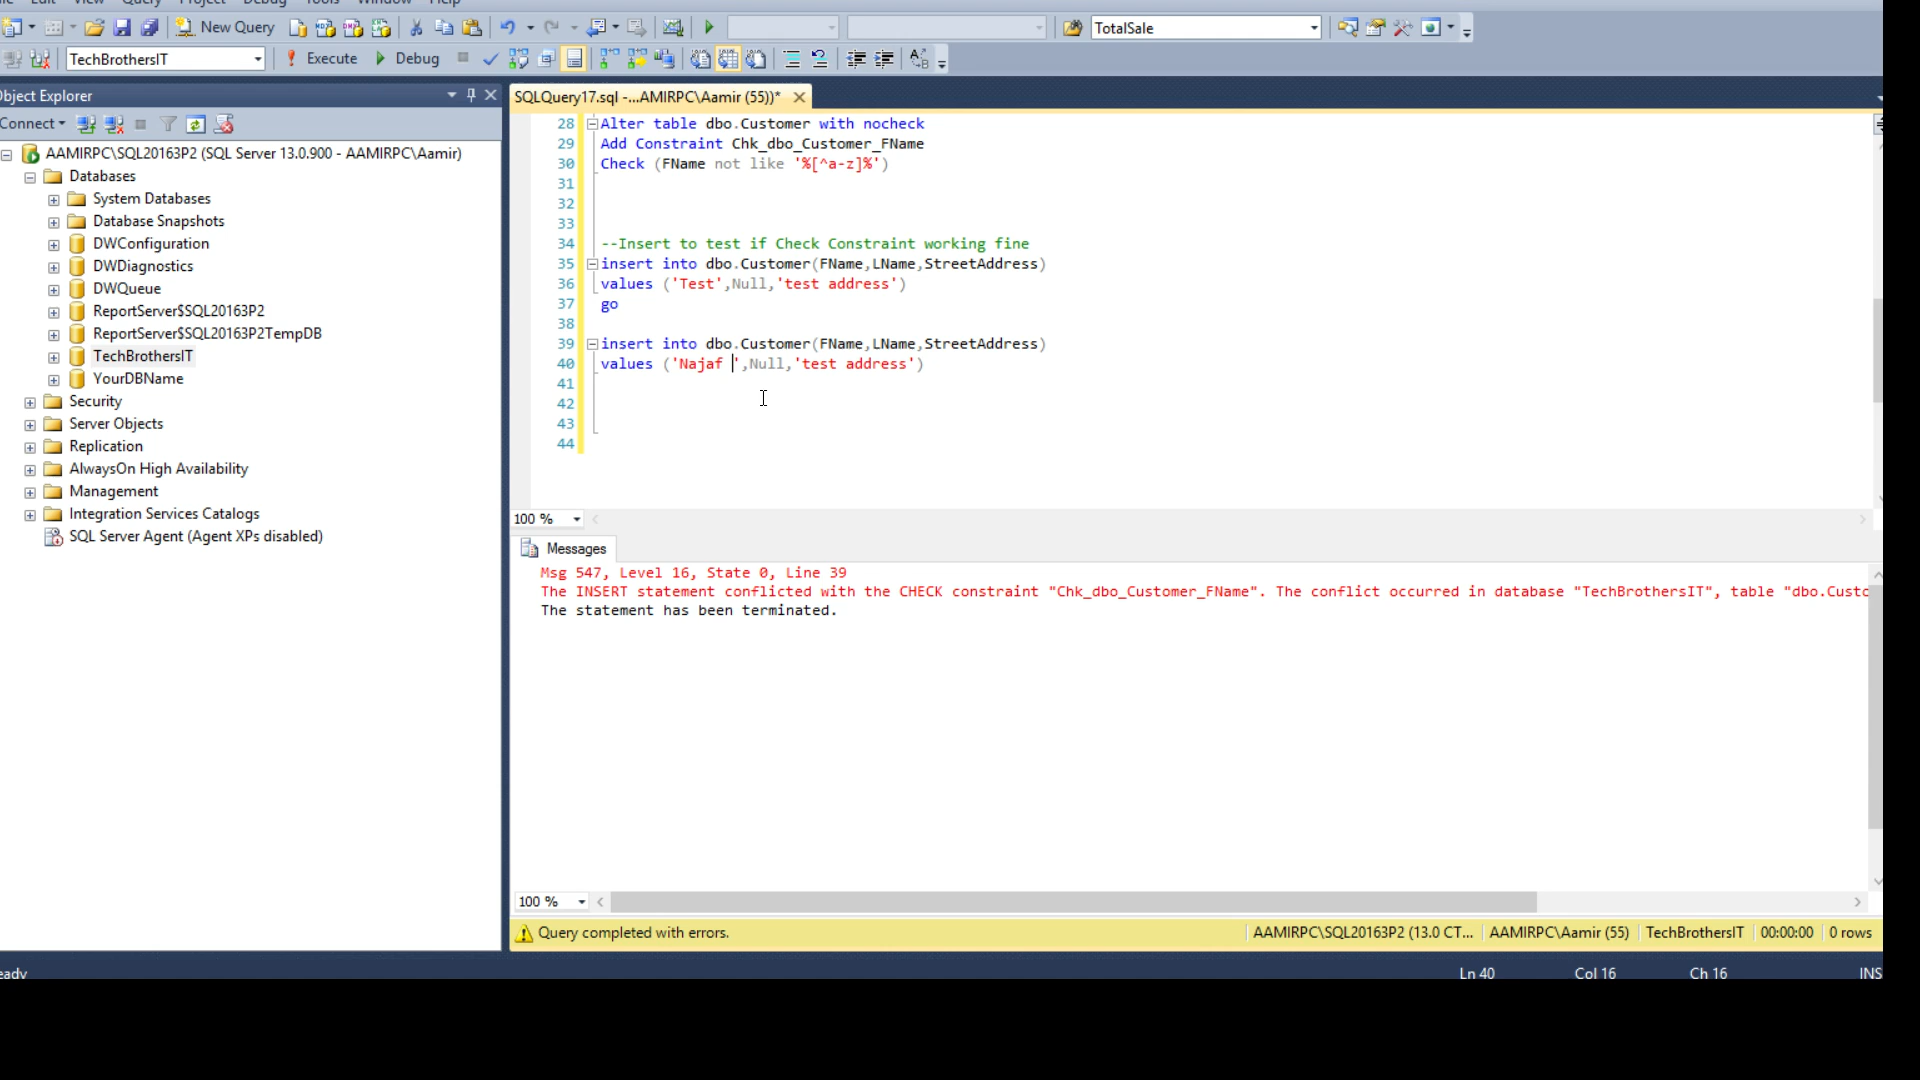 Edit View Query Project Debug Tools Window Help
New Query
TotalSale
TechBrothersIT
Execute
Debug
Object Explorer
SQLQuery17.sql -...AMIRPC\Aamir (55))*
Connect
AAMIRPC\SQL20163P2 (SQL Server 13.0.900 - AAMIRPC\Aamir)
Databases
System Databases
Database Snapshots
DWConfiguration
DWDiagnostics
DWQueue
ReportServer$SQL20163P2
ReportServer$SQL20163P2TempDB
TechBrothersIT
YourDBName
Security
Server Objects
Replication
AlwaysOn High Availability
Management
Integration Services Catalogs
SQL Server Agent (Agent XPs disabled)
28 Alter table dbo.Customer with nocheck
29 Add Constraint Chk_dbo_Customer_FName
30 Check (FName not like '%[^a-z]%')
31
32
33
34 --Insert to test if Check Constraint working fine
35 insert into dbo.Customer(FName,LName,StreetAddress)
36 values ('Test',Null,'test address')
37 go
38
39 insert into dbo.Customer(FName,LName,StreetAddress)
40 values ('Najaf ',Null,'test address')
41
42
43
44
100 %
Messages
Msg 547, Level 16, State 0, Line 39
The INSERT statement conflicted with the CHECK constraint "Chk_dbo_Customer_FName". The conflict occurred in database "TechBrothersIT", table "dbo.Custo
The statement has been terminated.
100 %
Query completed with errors.
AAMIRPC\SQL20163P2 (13.0 CT...
AAMIRPC\Aamir (55)
TechBrothersIT
00:00:00
0 rows
eady
Ln 40
Col 16
Ch 16
INS